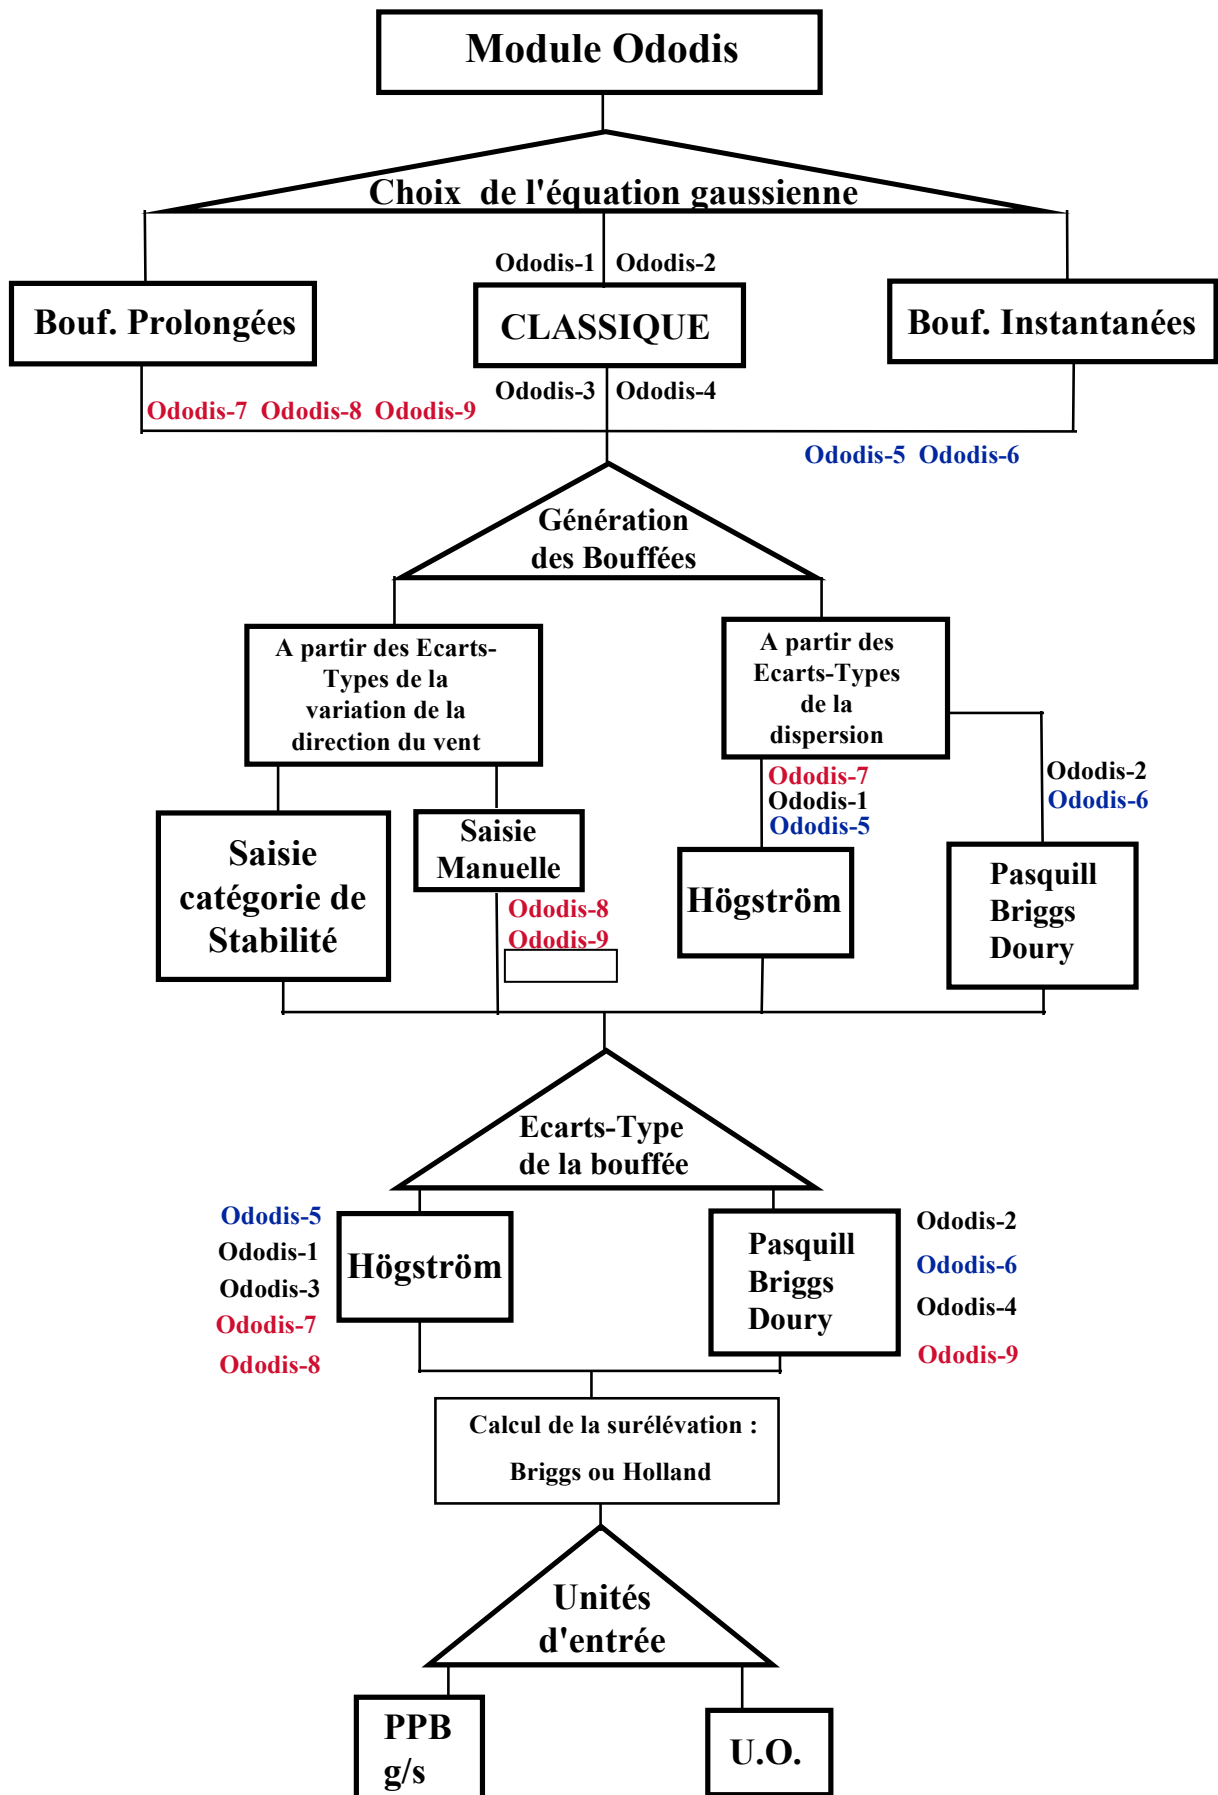 Module Ododis
Choix de l'équation gaussienne
Ododis-1 Ododis-2
Bouf. Prolongées
CLASSIQUE
Bouf. Instantanées
Ododis-3 Ododis-4
Ododis-7 Ododis-8 Ododis-9
Ododis-5 Ododis-6
Génération
des Bouffées
A partir des Ecarts-
Types de la
variation de la
direction du vent
A partir des
Ecarts-Types
de la
dispersion
Ododis-7
Ododis-1
Ododis-5
Ododis-2
Ododis-6
Saisie
catégorie de
Stabilité
Saisie
Manuelle
Ododis-8
Ododis-9
Högström
Pasquill
Briggs
Doury
Ecarts-Type
de la bouffée
Ododis-5
Ododis-1
Ododis-3
Ododis-7
Ododis-8
Högström
Pasquill
Briggs
Doury
Ododis-2
Ododis-6
Ododis-4
Ododis-9
Calcul de la surélévation :
Briggs ou Holland
Unités
d'entrée
PPB
g/s
U.O.